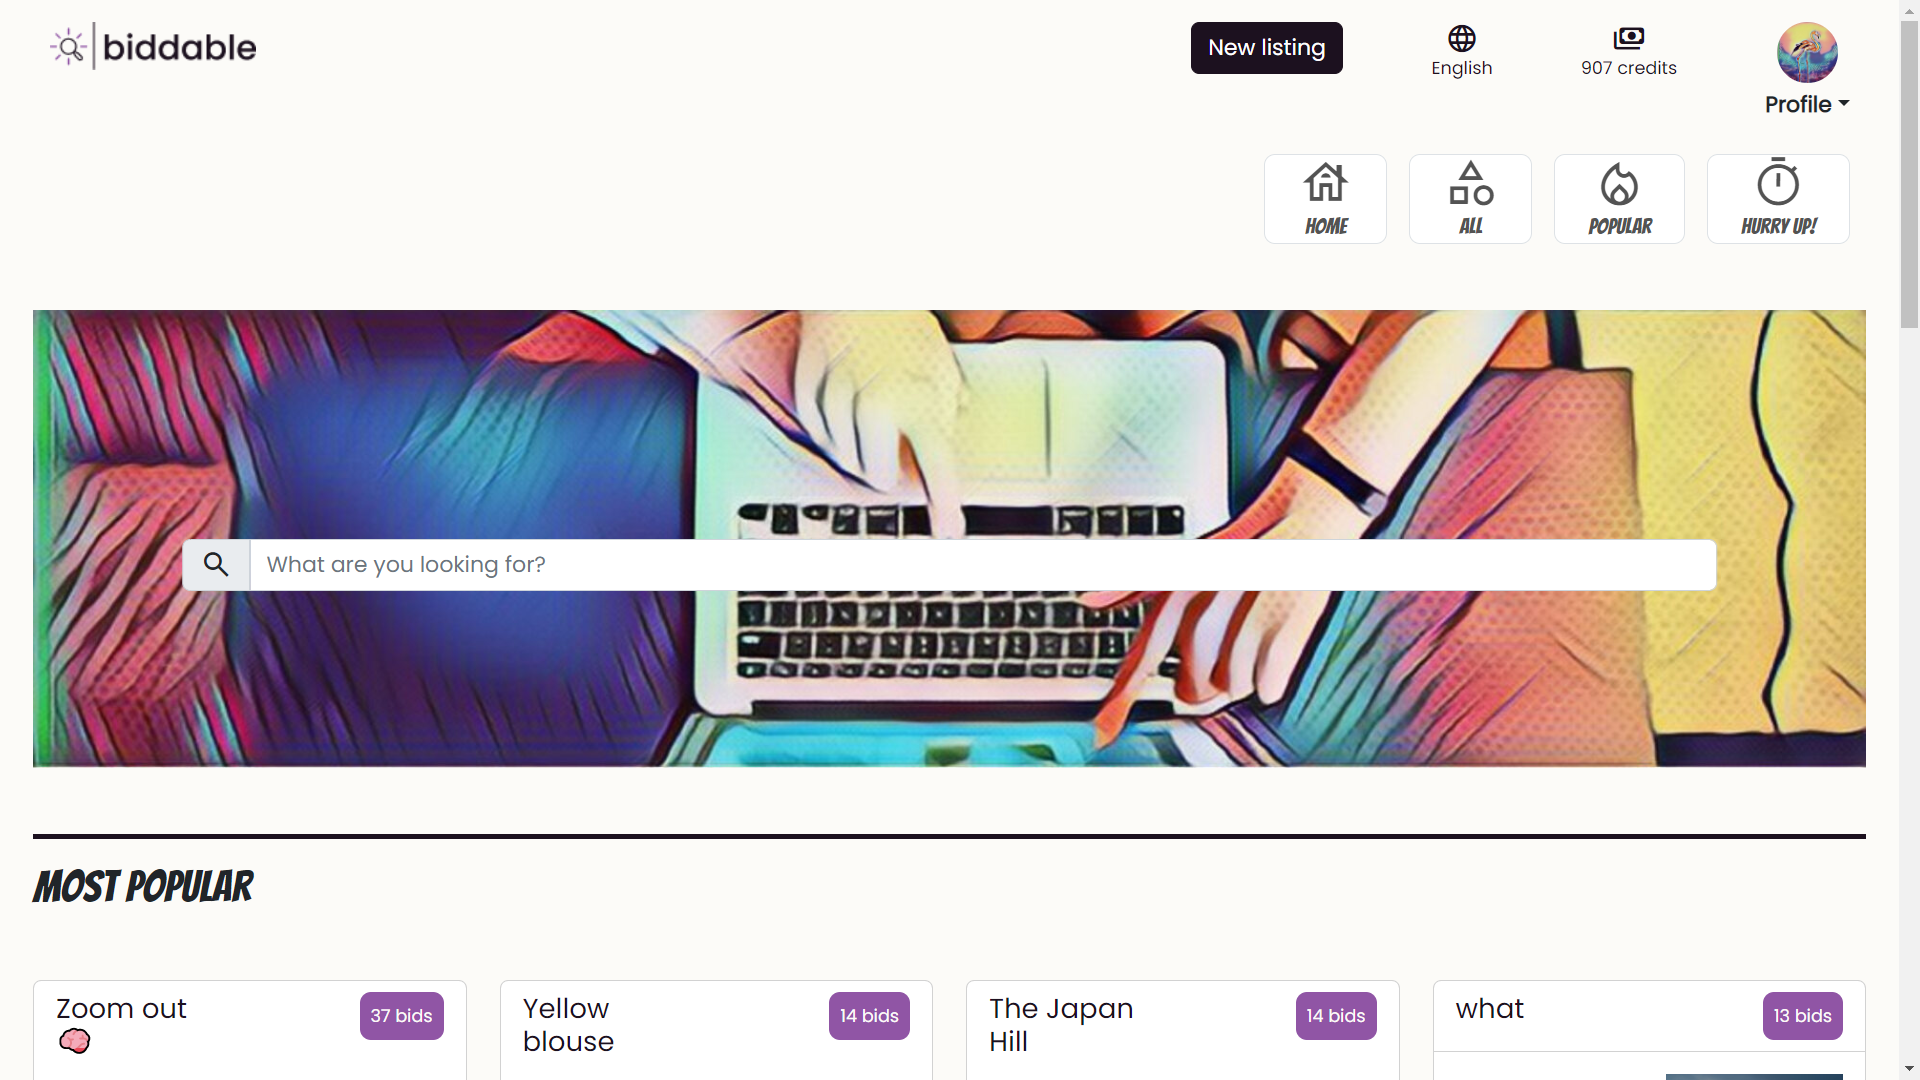 biddable
New listing
English
907 credits
Profile
HOME
ALL
POPULAR
HURRY UP!
What are you looking for?
MOST POPULAR
Zoom out
🧠
37 bids
Yellow
blouse
14 bids
The Japan
Hill
14 bids
what
13 bids